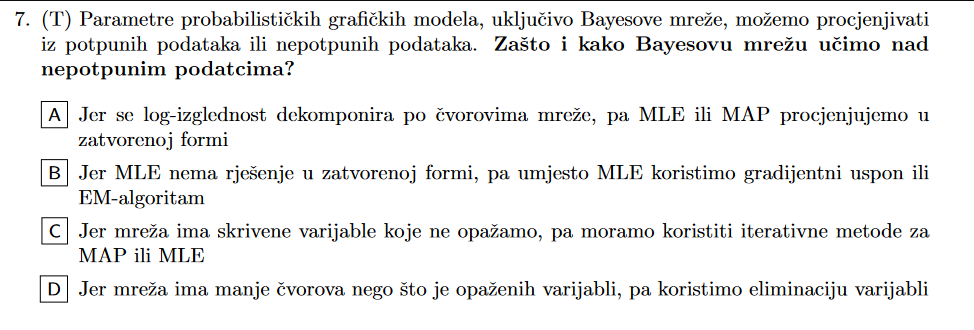 7. (T) Parametre probabilističkih grafičkih modela, uključivo Bayesove mreže, možemo procjenjivati
iz potpunih podataka ili nepotpunih podataka. Zašto i kako Bayesovu mrežu učimo nad
nepotpunim podatcima?
A Jer se log-izglednost dekomponira po čvorovima mreže, pa MLE ili MAP procjenjujemo u
zatvorenoj formi
B Jer MLE nema rješenje u zatvorenoj formi, pa umjesto MLE koristimo gradijentni uspon ili
EM-algoritam
C Jer mreža ima skrivene varijable koje ne opažamo, pa moramo koristiti iterativne metode za
MAP ili MLE
D Jer mreža ima manje čvorova nego što je opaženih varijabli, pa koristimo eliminaciju varijabli